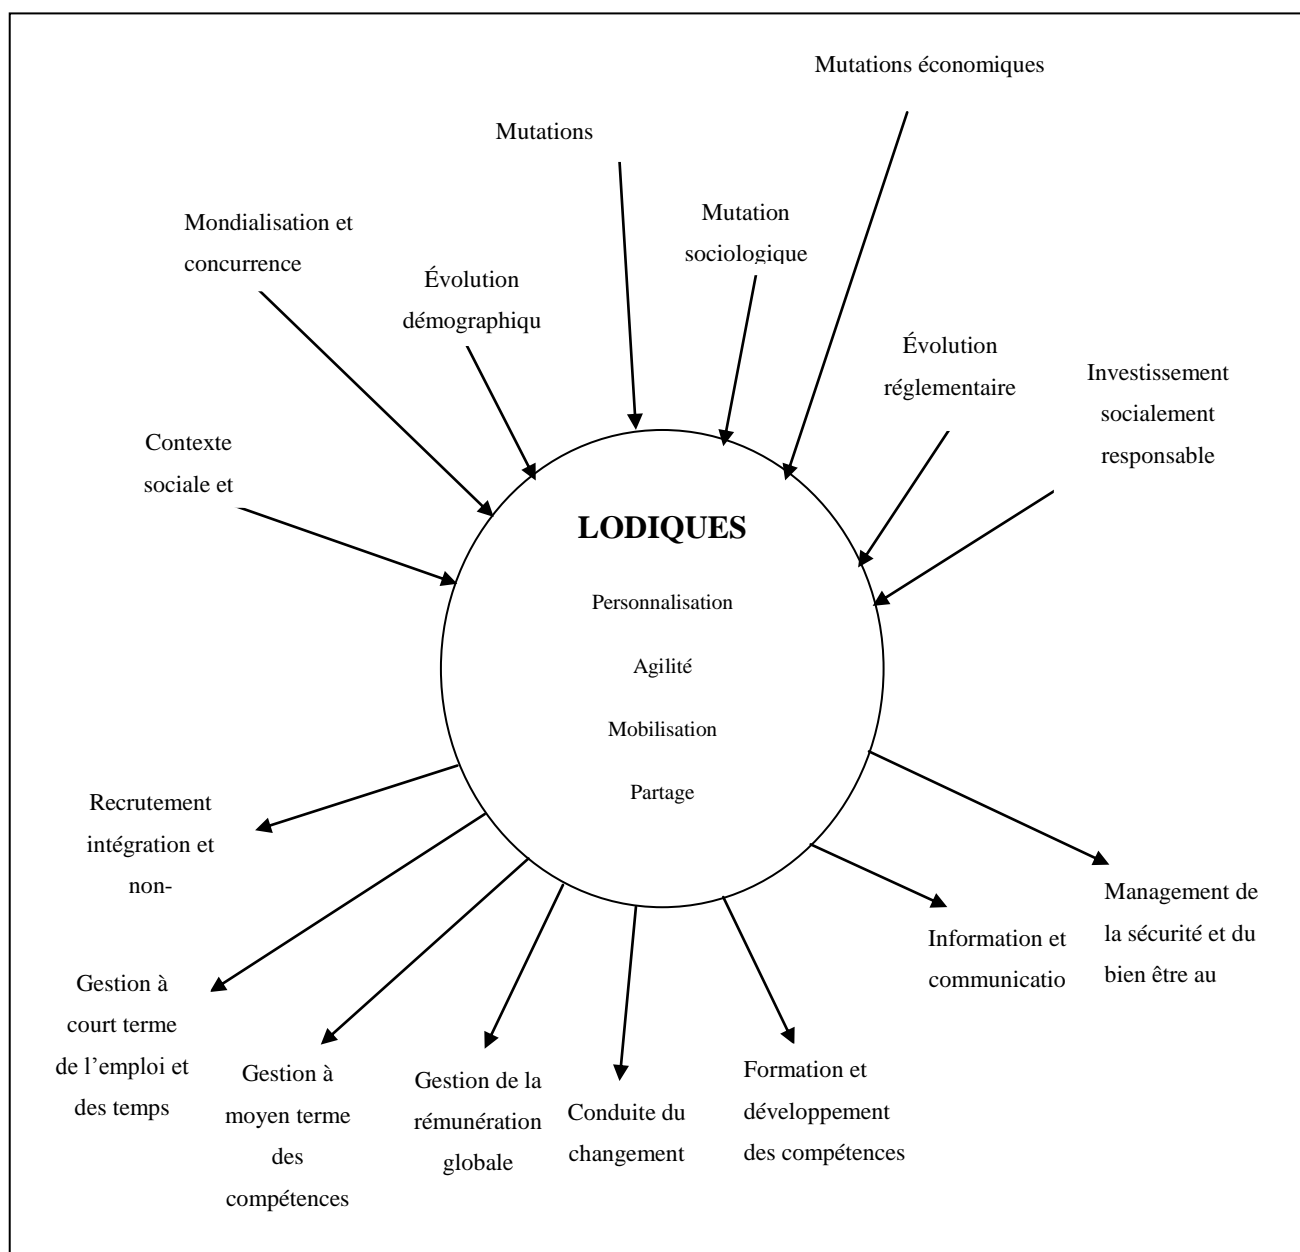 Mutations économiques
Mutations
Mutation
sociologique
Mondialisation et
concurrence
Évolution
démographiqu
Évolution
réglementaire
Investissement
socialement
responsable
Contexte
sociale et
LODIQUES
Personnalisation
Agilité
Mobilisation
Partage
Recrutement
intégration et
non-
Gestion à
court terme
de l’emploi et
des temps
Gestion à
moyen terme
des
compétences
Gestion de la
rémunération
globale
Conduite du
changement
Formation et
développement
des compétences
Information et
communicatio
Management de
la sécurité et du
bien être au